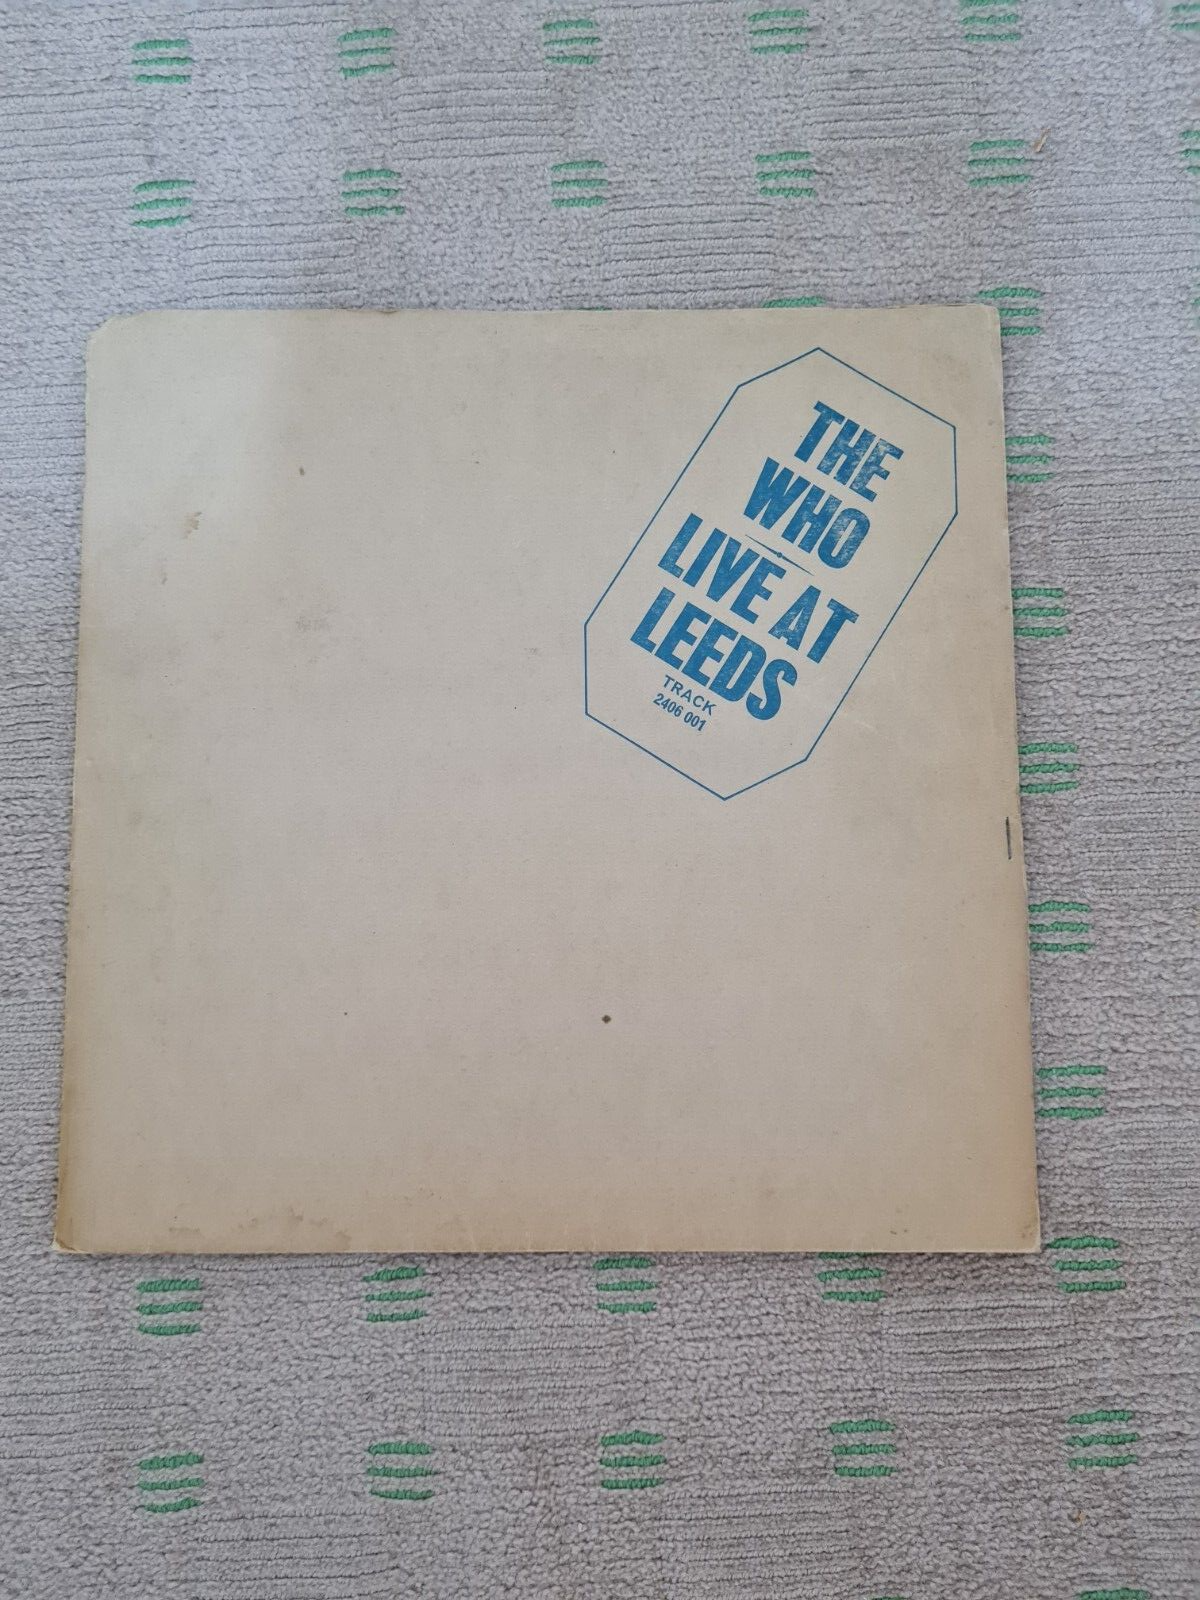 THE
WHO
LIVE AT
LEEDS
TRACK
2406 001